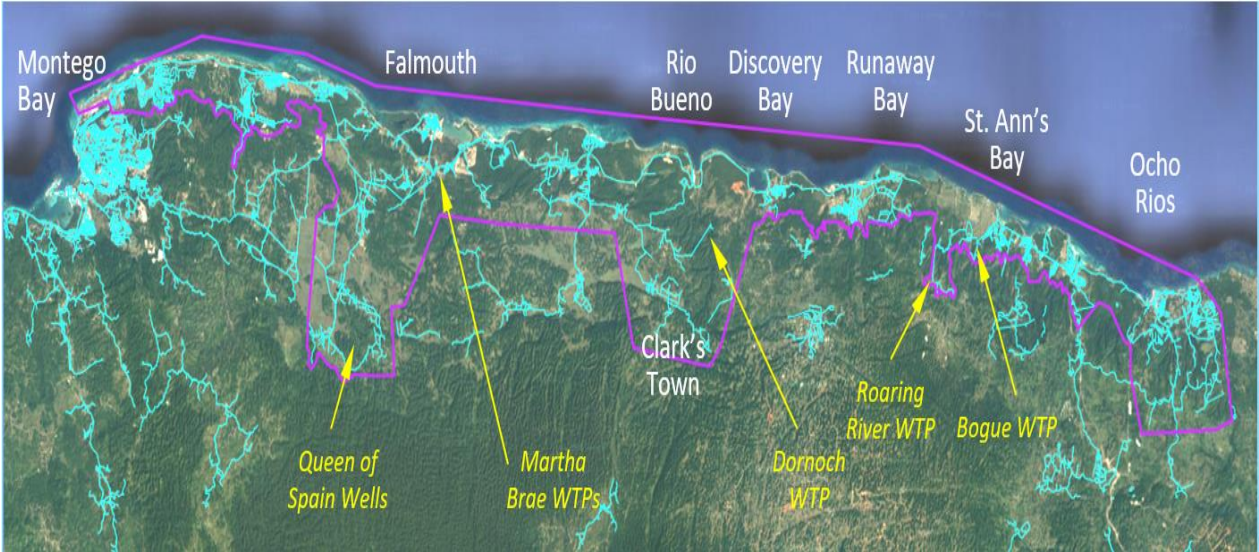 Montego
Bay
Falmouth
Rio
Bueno
Discovery
Bay
Runaway
Bay
St. Ann's
Bay
Ocho
Rios
Clark's
Town
Queen of
Spain Wells
Martha
Brae WTPs
Dornoch
WTP
Roaring
River WTP
Bogue WTP